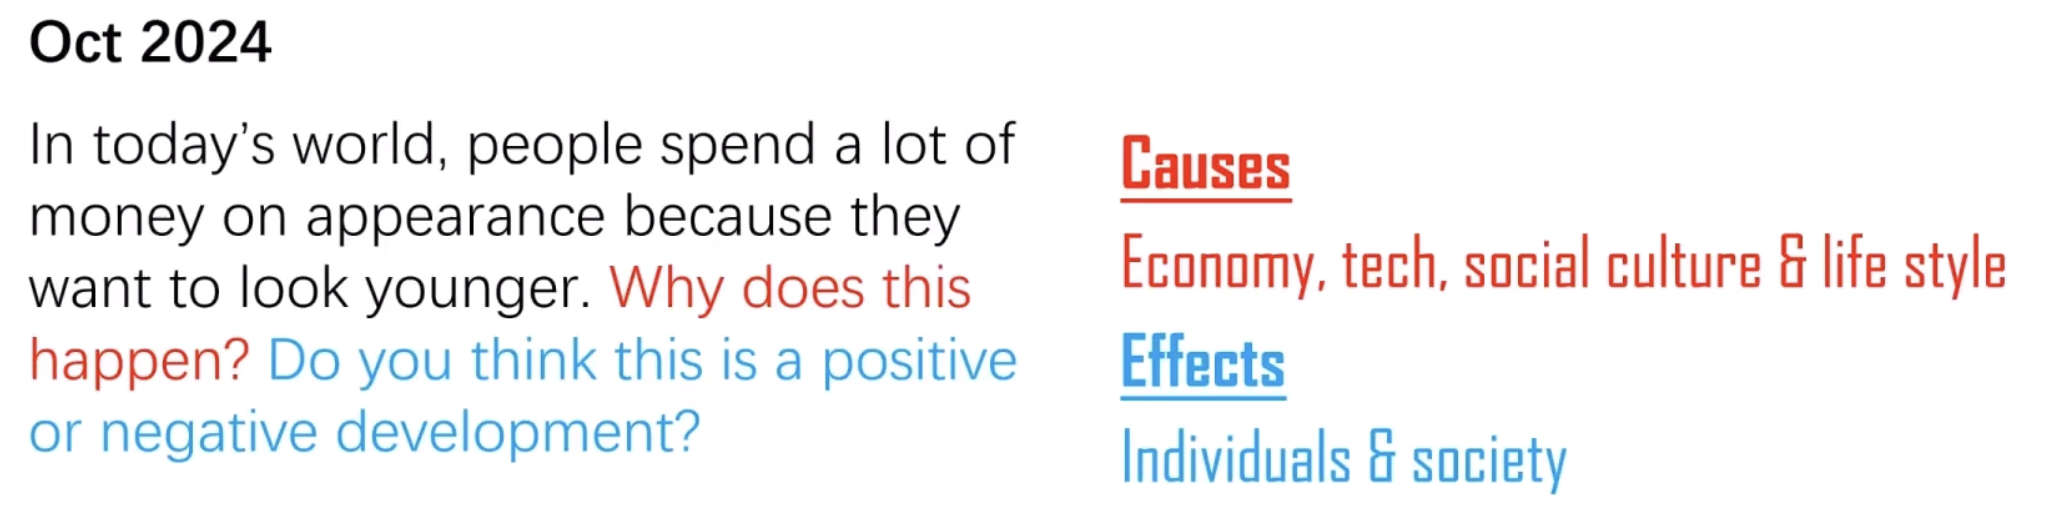 Oct 2024
In today's world, people spend a lot of
money on appearance because they
want to look younger. Why does this
happen? Do you think this is a positive
or negative development?
Causes
Economy, tech, social culture & life style
Effects
Individuals & society